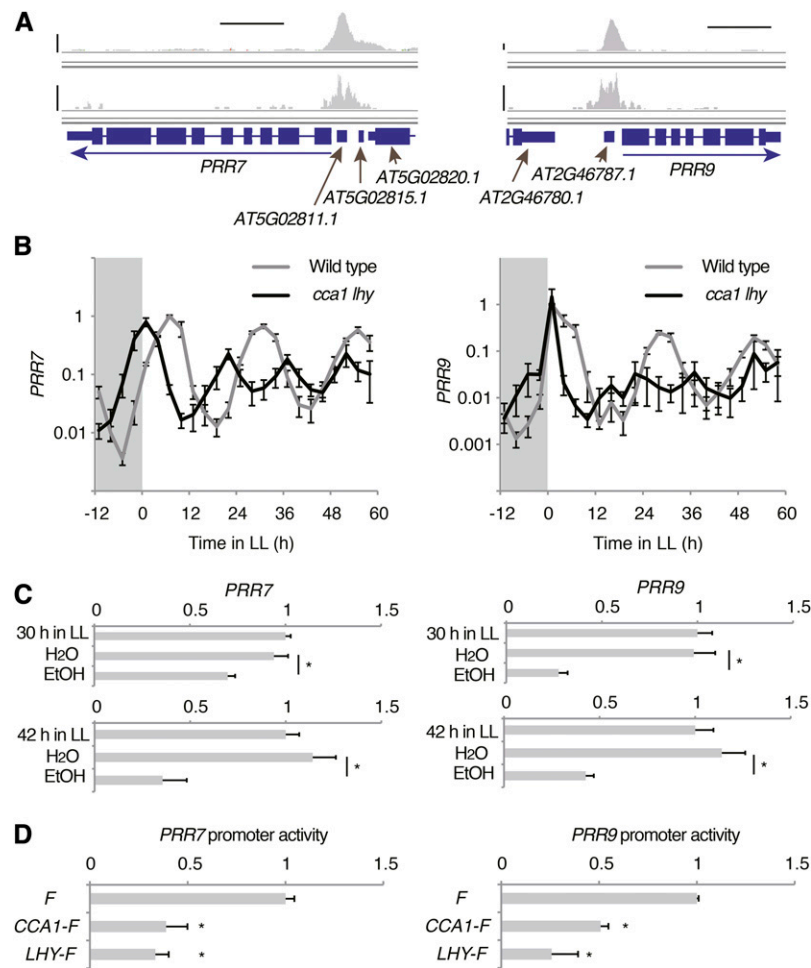 A
PRR7
AT5G02820.1
AT5G02815.1
AT5G02811.1
AT2G46787.1
PRR9
AT2G46780.1
B
Wild type
cca1 lhy
1
0.1
0.01
PRR7
-12 0 12 24 36 48 60
Time in LL (h)
Wild type
cca1 lhy
1
0.1
0.01
0.001
PRR9
-12 0 12 24 36 48 60
Time in LL (h)
C
PRR7
0 0.5 1 1.5
30 h in LL
H2O
*
EtOH
0 0.5 1 1.5
42 h in LL
H2O
*
EtOH
PRR9
0 0.5 1 1.5
30 h in LL
H2O
*
EtOH
0 0.5 1 1.5
42 h in LL
H2O
*
EtOH
D
PRR7 promoter activity
0 0.5 1 1.5
F
CCA1-F *
LHY-F *
PRR9 promoter activity
0 0.5 1 1.5
F
CCA1-F *
LHY-F *